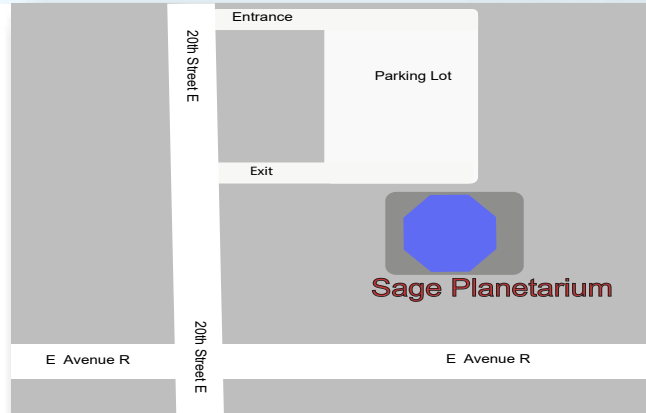 Entrance
20th Street E
Parking Lot
Exit
Sage Planetarium
20th Street E
E Avenue R
E Avenue R